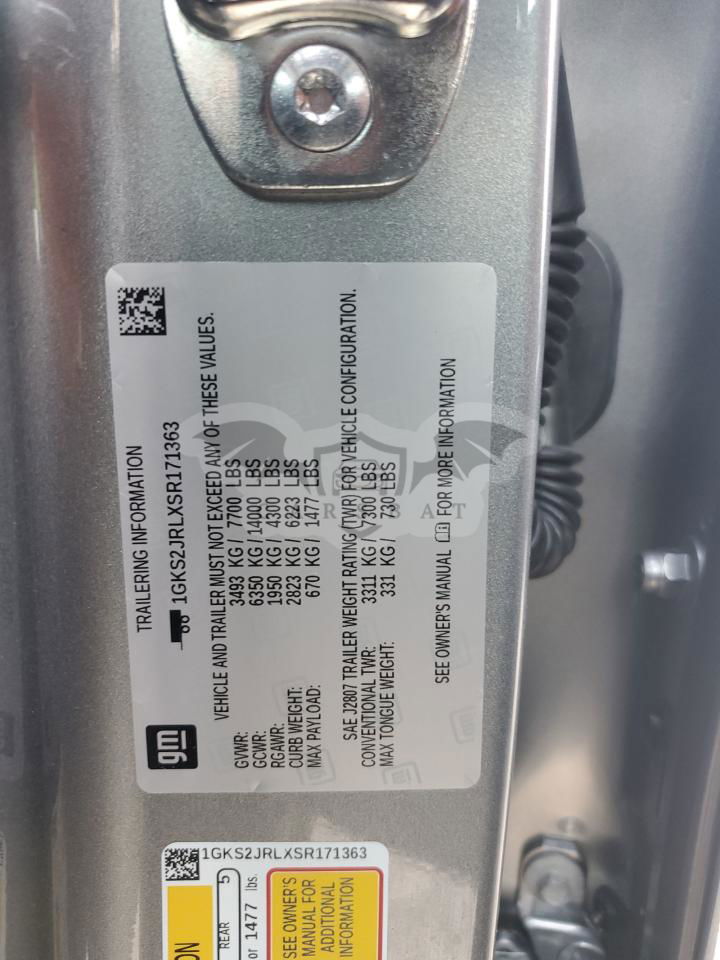 TRAILERING INFORMATION
1GKS2JRLXSR171363
gm
VEHICLE AND TRAILER MUST NOT EXCEED ANY OF THESE VALUES.
GVWR: 3493 KG / 7700 LBS
GCWR: 6350 KG / 14000 LBS
RGAWR: 1950 KG / 4300 LBS
CURB WEIGHT: 2823 KG / 6223 LBS
MAX PAYLOAD: 670 KG / 1477 LBS
SAE J2807 TRAILER WEIGHT RATING (TWR) FOR VEHICLE CONFIGURATION.
CONVENTIONAL TWR: 3311 KG / 7300 LBS
MAX TONGUE WEIGHT: 331 KG / 730 LBS
SEE OWNER'S MANUAL FOR MORE INFORMATION
1GKS2JRLXSR171363
REAR 5
or 1477 lbs.
SEE OWNER'S
MANUAL FOR
ADDITIONAL
INFORMATION